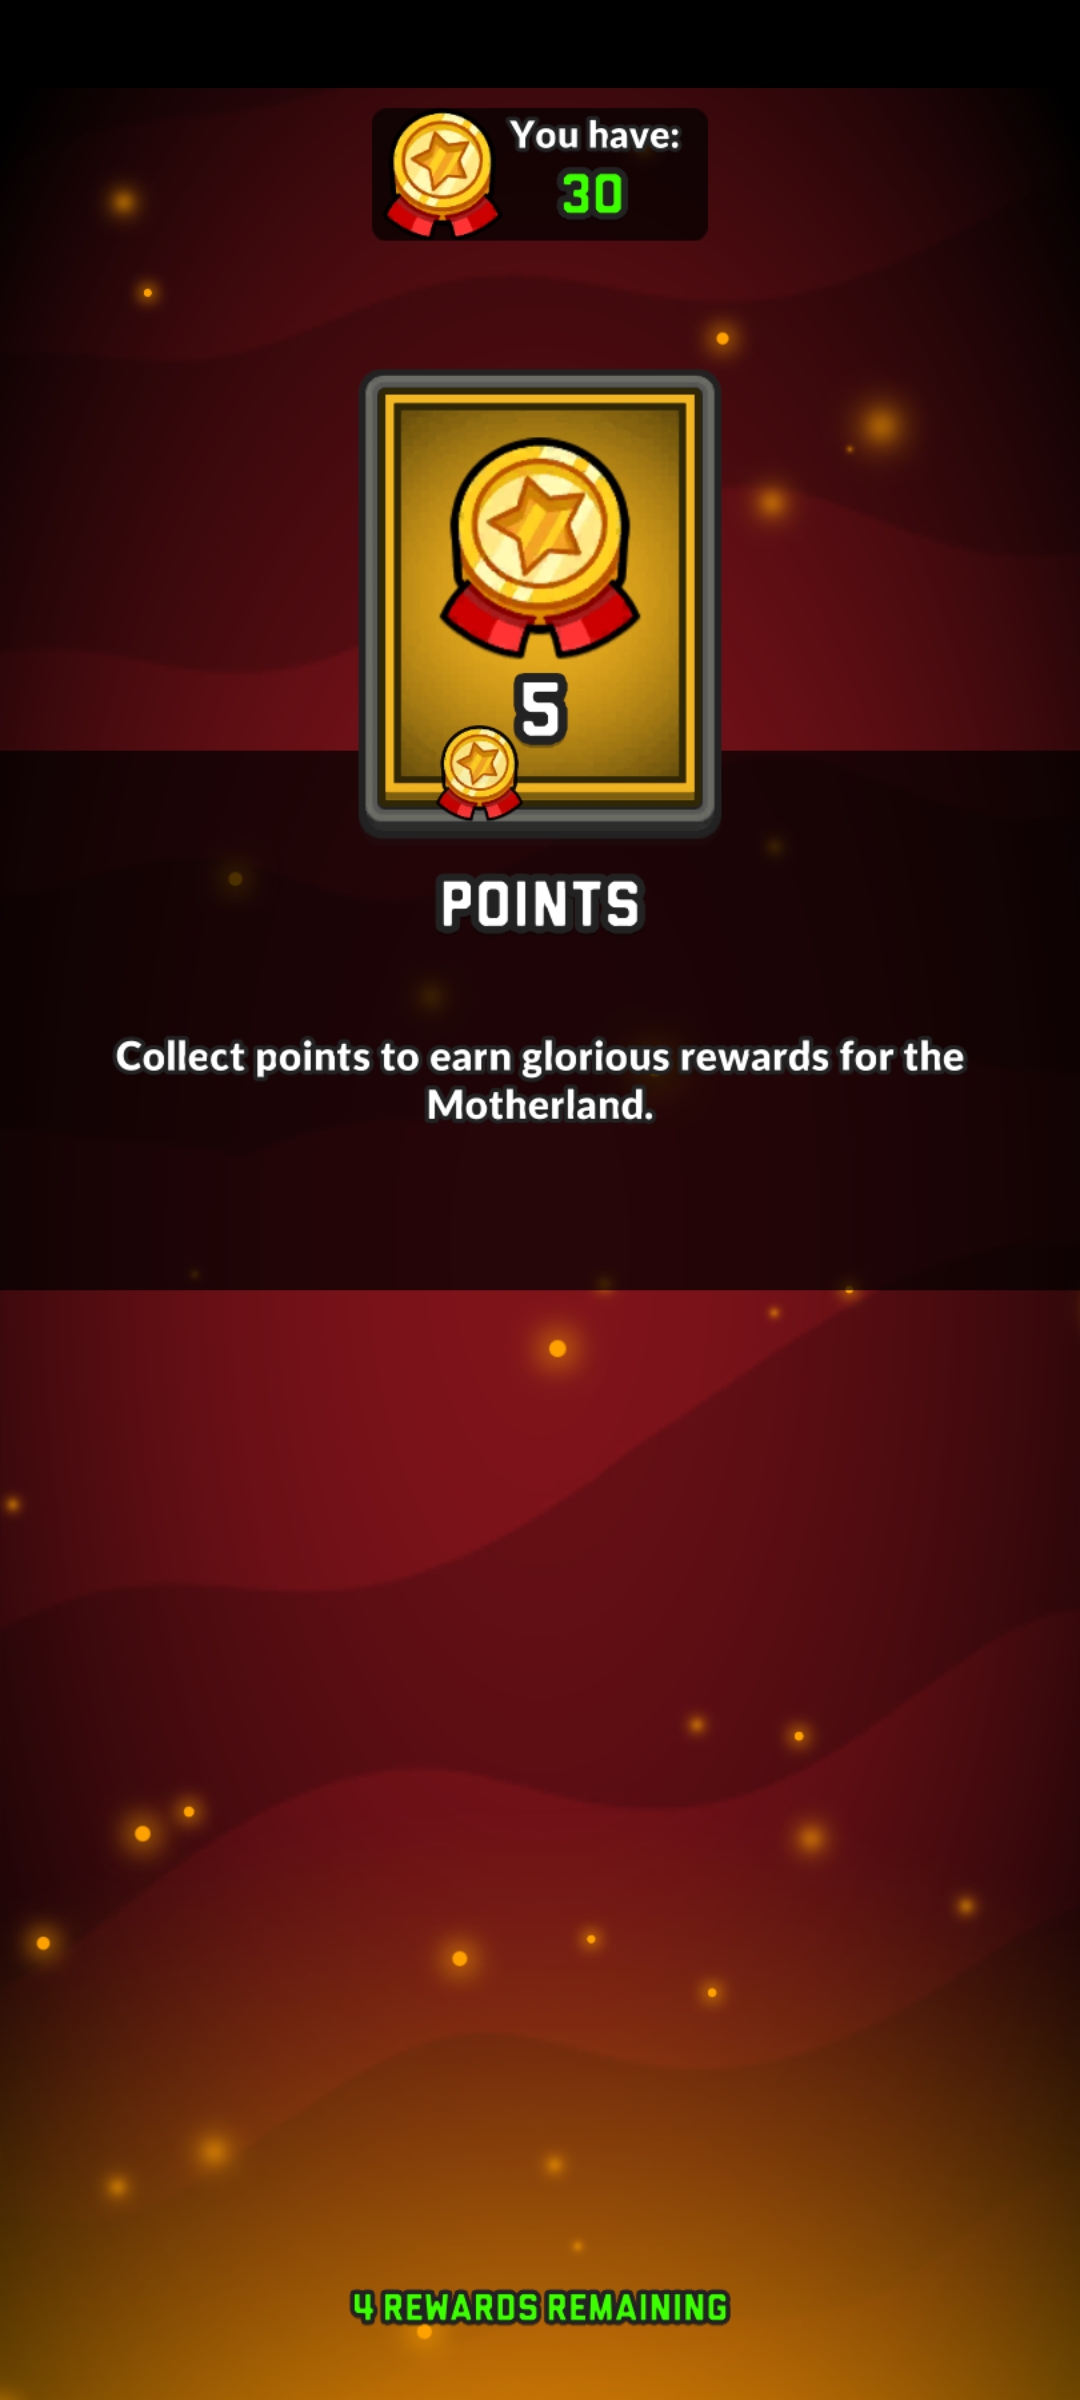 You have:
30
5
POINTS
Collect points to earn glorious rewards for the
Motherland.
4 REWARDS REMAINING